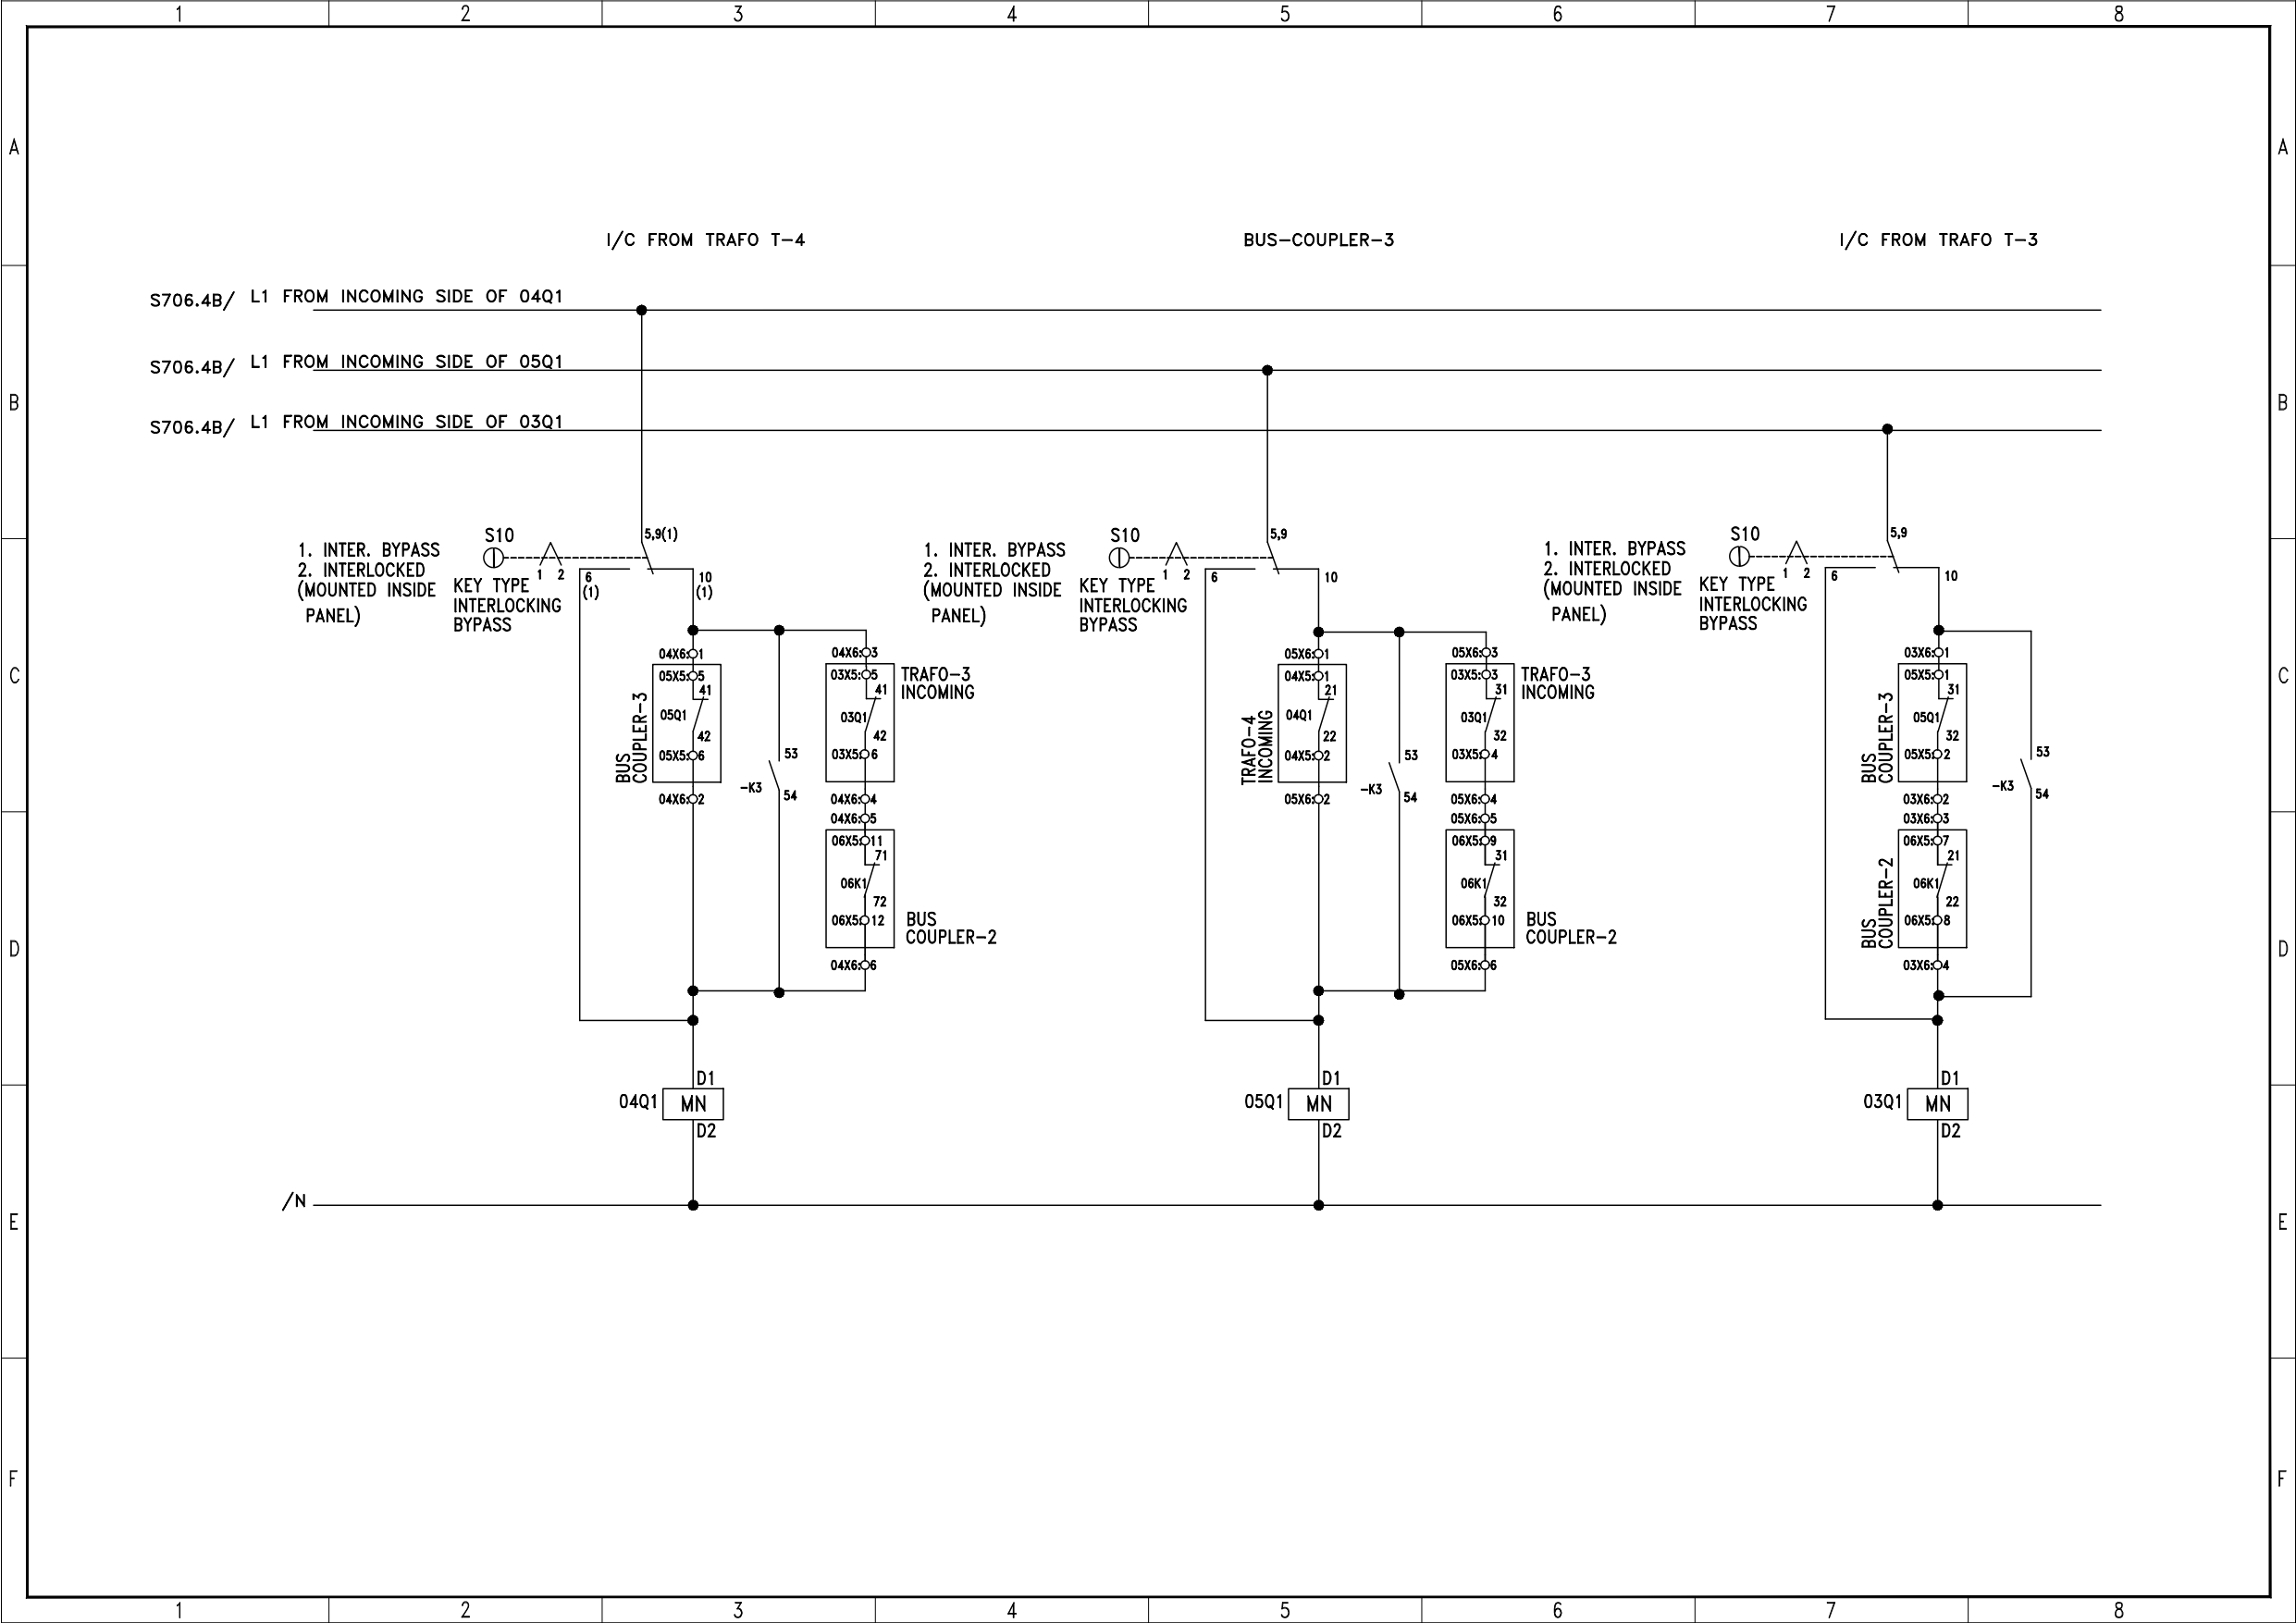 1 2 3 4 5 6 7 8
A A
I/C FROM TRAFO T-4 BUS-COUPLER-3 I/C FROM TRAFO T-3
S706.4B/ L1 FROM INCOMING SIDE OF 04Q1
S706.4B/ L1 FROM INCOMING SIDE OF 05Q1
B B
S706.4B/ L1 FROM INCOMING SIDE OF 03Q1
1. INTER. BYPASS
2. INTERLOCKED
(MOUNTED INSIDE
PANEL)
S10
1 2
KEY TYPE
INTERLOCKING
BYPASS
5,9(1)
6
(1)
10
(1)
04X6:1
05X5:5
41
05Q1
42
05X5:6
04X6:2
BUS
COUPLER-3
53
-K3
54
04X6:3
03X5:5
41
03Q1
42
03X5:6
04X6:4
TRAFO-3
INCOMING
04X6:5
06X5:11
71
06K1
72
06X5:12
04X6:6
BUS
COUPLER-2
D1
04Q1 MN
D2
1. INTER. BYPASS
2. INTERLOCKED
(MOUNTED INSIDE
PANEL)
S10
1 2
KEY TYPE
INTERLOCKING
BYPASS
5,9
6
10
05X6:1
04X5:1
21
04Q1
22
04X5:2
05X6:2
TRAFO-4
INCOMING
53
-K3
54
05X6:3
03X5:3
31
03Q1
32
03X5:4
05X6:4
TRAFO-3
INCOMING
05X6:5
06X5:9
31
06K1
32
06X5:10
05X6:6
BUS
COUPLER-2
D1
05Q1 MN
D2
1. INTER. BYPASS
2. INTERLOCKED
(MOUNTED INSIDE
PANEL)
S10
1 2
KEY TYPE
INTERLOCKING
BYPASS
5,9
6
10
03X6:1
05X5:1
31
05Q1
32
05X5:2
03X6:2
BUS
COUPLER-3
53
-K3
54
03X6:3
06X5:7
21
06K1
22
06X5:8
03X6:4
BUS
COUPLER-2
D1
03Q1 MN
D2
C C
D D
/N
E E
F F
1 2 3 4 5 6 7 8